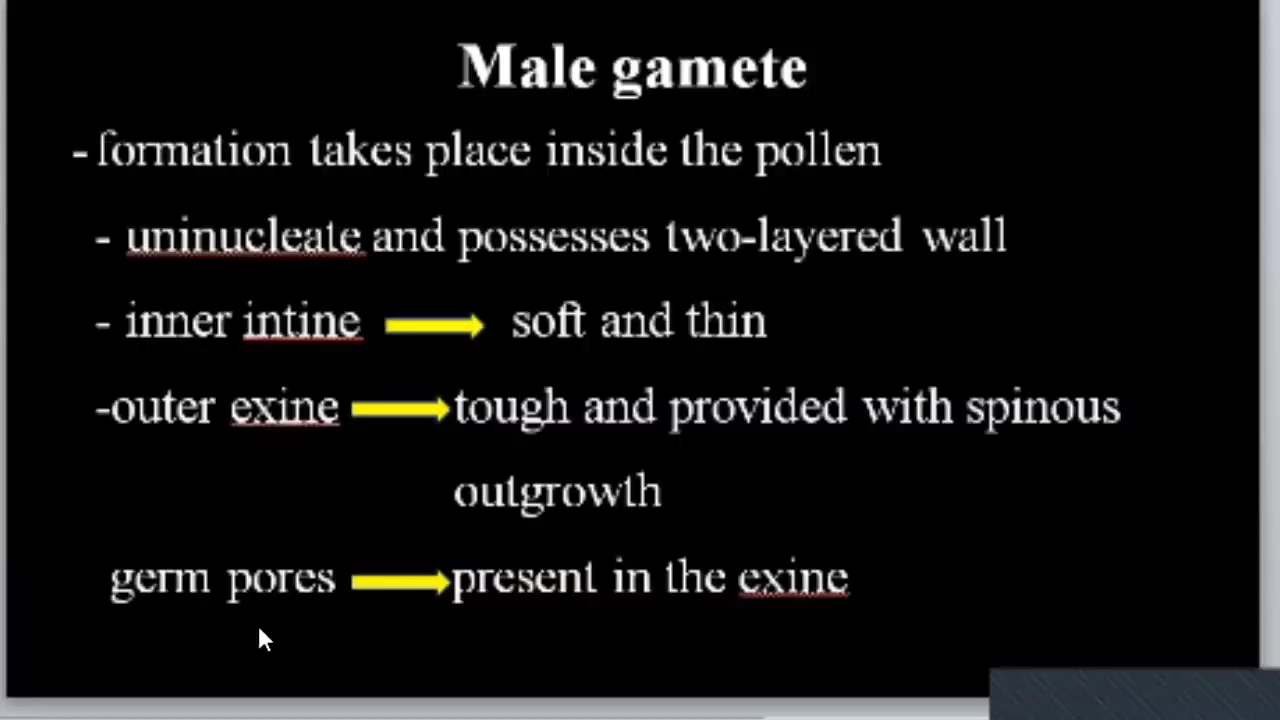 Male gamete
- formation takes place inside the pollen
- uninucleate and possesses two-layered wall
- inner intine soft and thin
-outer exine tough and provided with spinous
outgrowth
germ pores present in the exine